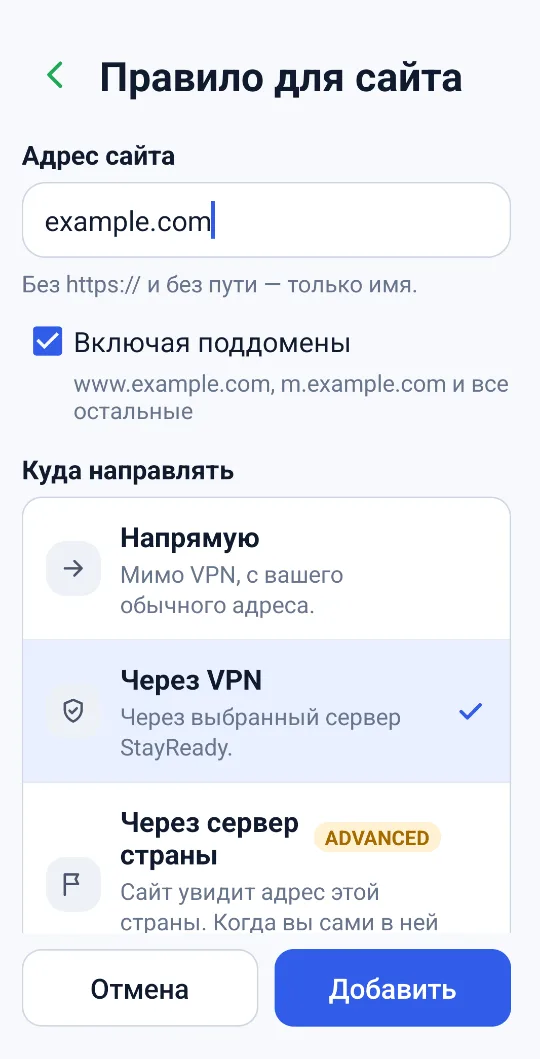 Правило для сайта
Адрес сайта
example.com
Без https:// и без пути — только имя.
Включая поддомены
www.example.com, m.example.com и все
остальные
Куда направлять
Напрямую
Мимо VPN, с вашего
обычного адреса.
Через VPN
Через выбранный сервер
StayReady.
Через сервер
страны
ADVANCED
Сайт увидит адрес этой
страны. Когда вы сами в ней
Отмена
Добавить